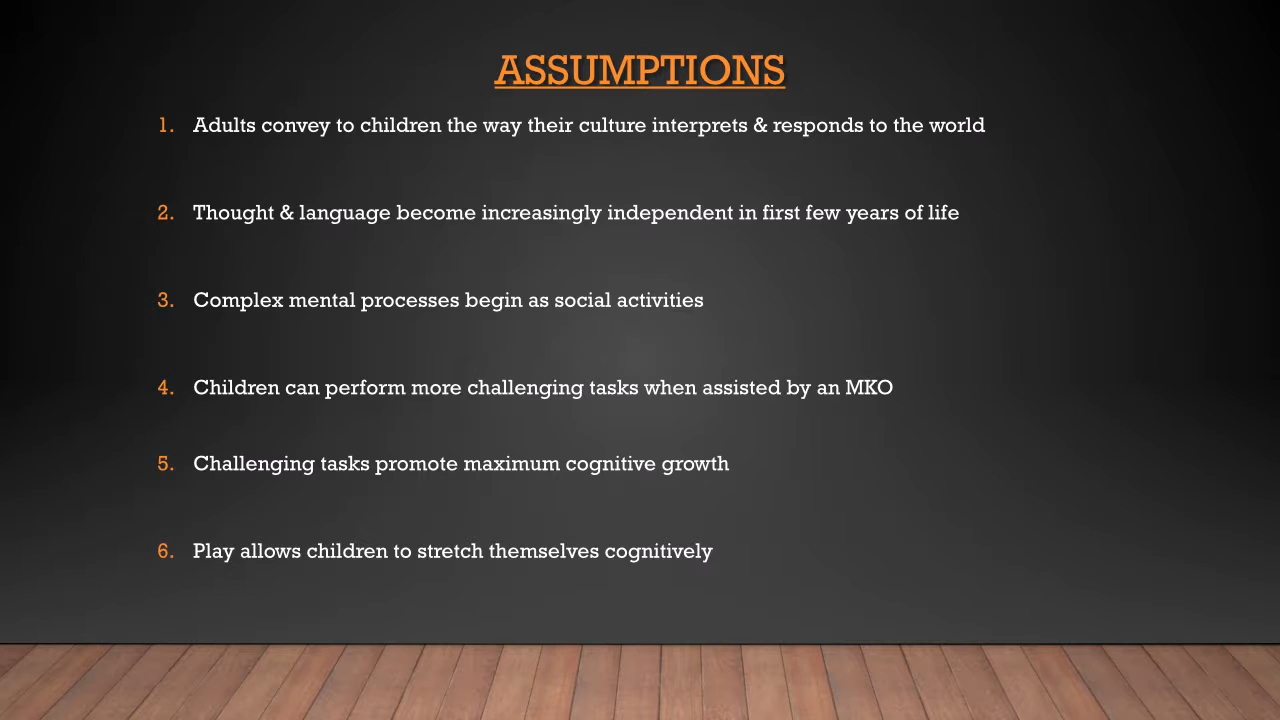 ASSUMPTIONS
1. Adults convey to children the way their culture interprets & responds to the world
2. Thought & language become increasingly independent in first few years of life
3. Complex mental processes begin as social activities
4. Children can perform more challenging tasks when assisted by an MKO
5. Challenging tasks promote maximum cognitive growth
6. Play allows children to stretch themselves cognitively